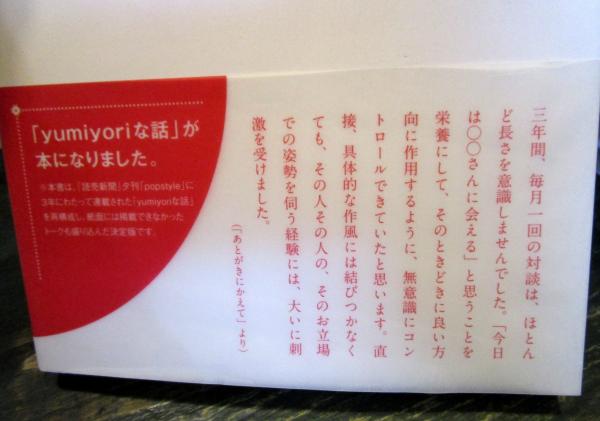 「yumiyoriな話」が
本になりました。
※本書は、「読売新聞」夕刊「popstyle」に
3年にわたって連載された「yumiyoriな話」
を再構成し、紙面には掲載できなかった
トークも盛り込んだ決定版です。
三年間、毎月一回の対談は、ほとん
ど長さを意識しませんでした。「今日
は〇〇さんに会える」と思うことを
栄養にして、そのときどきに良い方
向に作用するように、無意識にコン
トロールできていたと思います。直
接、具体的な作風には結びつかなく
ても、その人その人の、そのお立場
での姿勢を伺う経験には、大いに刺
激を受けました。
(「あとがきにかえて」より)